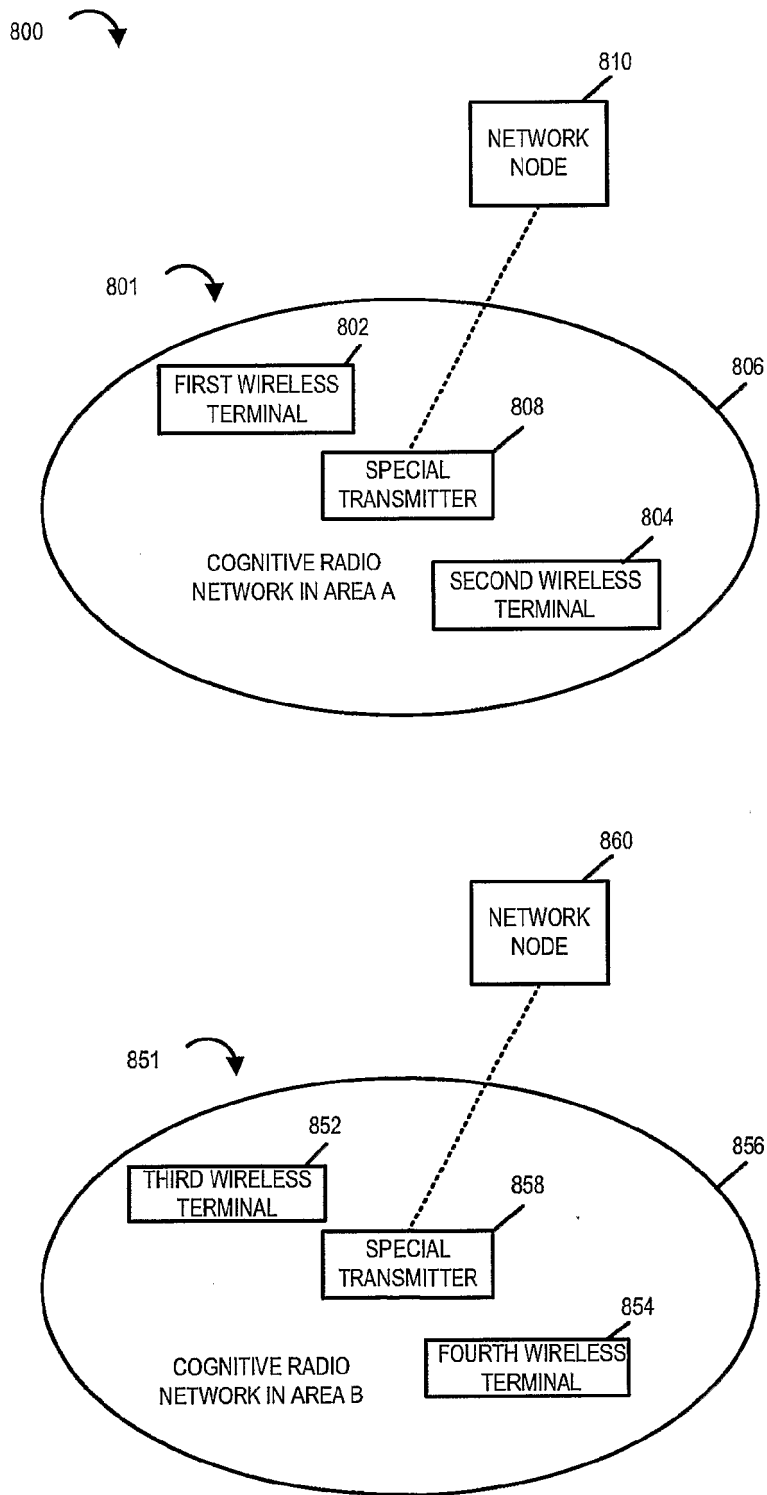 800
810
NETWORK
NODE
801
802
806
FIRST WIRELESS
TERMINAL
808
SPECIAL
TRANSMITTER
804
COGNITIVE RADIO
NETWORK IN AREA A
SECOND WIRELESS
TERMINAL
860
NETWORK
NODE
851
852
856
THIRD WIRELESS
TERMINAL
858
SPECIAL
TRANSMITTER
854
COGNITIVE RADIO
NETWORK IN AREA B
FOURTH WIRELESS
TERMINAL